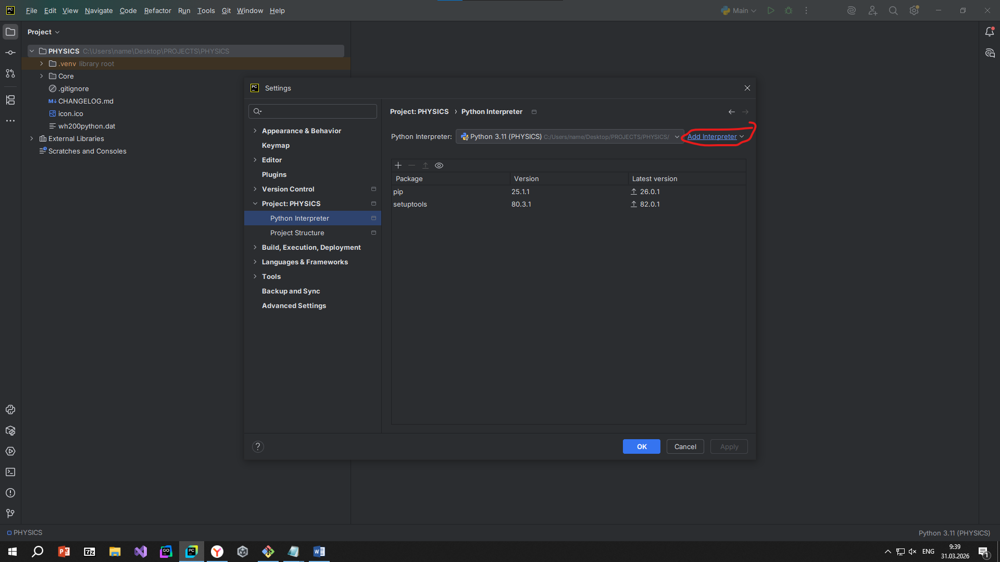 File Edit View Navigate Code Refactor Run Tools Git Window Help
Main
Project
PHYSICS C:\Users\name\Desktop\PROJECTS\PHYSICS
.venv library root
Core
.gitignore
CHANGELOG.md
icon.ico
wh200python.dat
External Libraries
Scratches and Consoles
Settings
Appearance & Behavior
Keymap
Editor
Plugins
Version Control
Project: PHYSICS
Python Interpreter
Project Structure
Build, Execution, Deployment
Languages & Frameworks
Tools
Backup and Sync
Advanced Settings
Project: PHYSICS › Python Interpreter
Python Interpreter: Python 3.11 (PHYSICS) C:/Users/name/Desktop/PROJECTS/PHYSICS/ Add Interpreter
Package Version Latest version
pip 25.1.1 26.0.1
setuptools 80.3.1 82.0.1
? OK Cancel Apply
PHYSICS Python 3.11 (PHYSICS)
ENG 9:39
31.03.2026 1